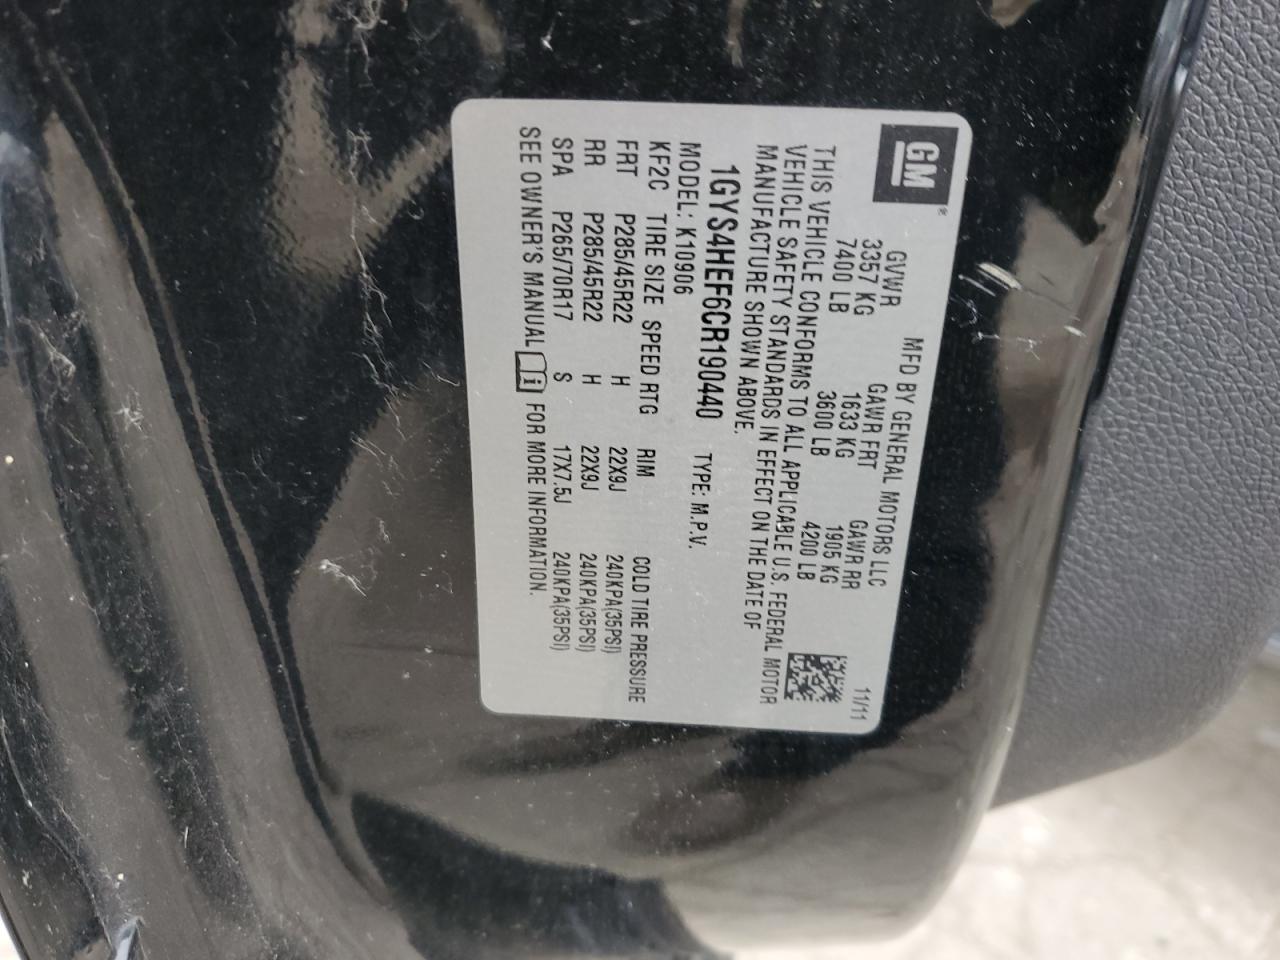 GM
MFD BY GENERAL MOTORS LLC 11/11
GVWR GAWR FRT GAWR RR
3357 KG 1633 KG 1905 KG
7400 LB 3600 LB 4200 LB
THIS VEHICLE CONFORMS TO ALL APPLICABLE U.S. FEDERAL MOTOR
VEHICLE SAFETY STANDARDS IN EFFECT ON THE DATE OF
MANUFACTURE SHOWN ABOVE.
1GYS4HEF6CR190440 TYPE: M.P.V.
MODEL: K10906
KF2C TIRE SIZE SPEED RTG RIM COLD TIRE PRESSURE
FRT P285/45R22 H 22X9J 240KPA(35PSI)
RR P285/45R22 H 22X9J 240KPA(35PSI)
SPA P265/70R17 S 17X7.5J 240KPA(35PSI)
SEE OWNER'S MANUAL FOR MORE INFORMATION.